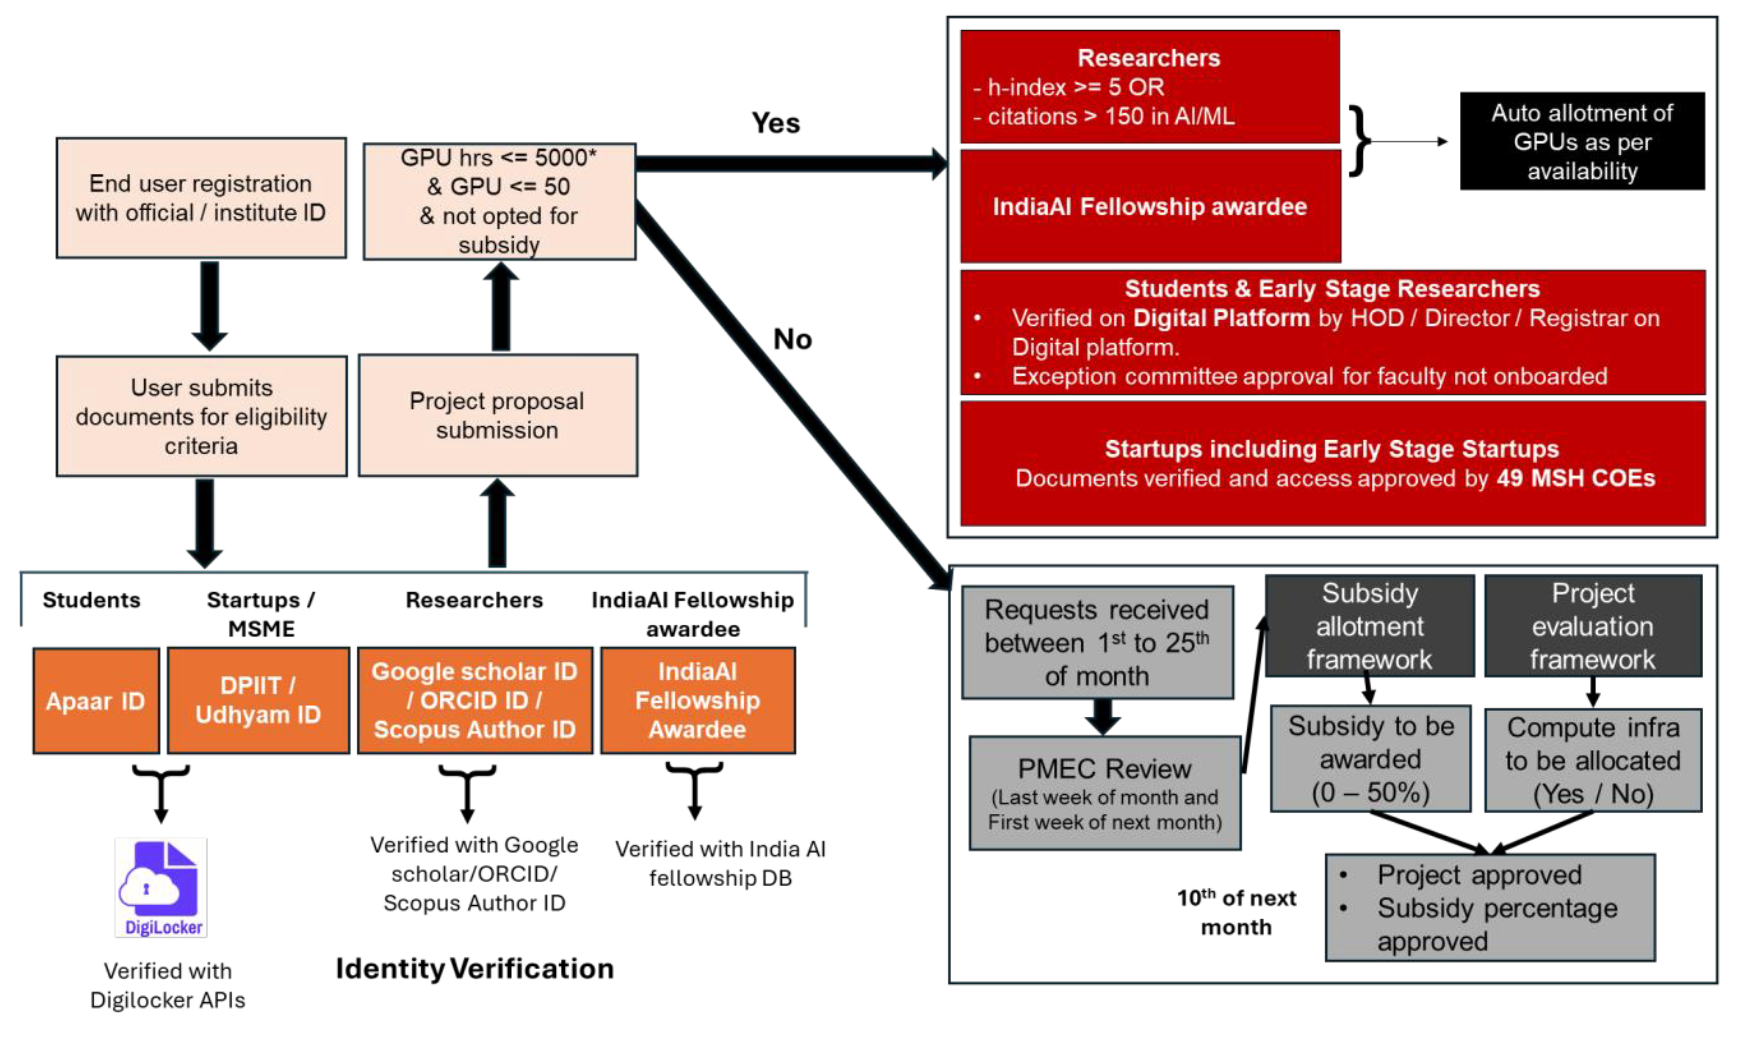 End user registration
with official / institute ID
User submits
documents for eligibility
criteria
Students
Startups /
MSME
Researchers
IndiaAI Fellowship
awardee
Apaar ID
DPIIT /
Udhyam ID
Google scholar ID
/ ORCID ID /
Scopus Author ID
IndiaAI
Fellowship
Awardee
DigiLocker
Verified with
Digilocker APIs
Verified with Google
scholar/ORCID/
Scopus Author ID
Verified with India AI
fellowship DB
Identity Verification
Project proposal
submission
GPU hrs <= 5000*
& GPU <= 50
& not opted for
subsidy
Yes
No
Researchers
- h-index >= 5 OR
- citations > 150 in AI/ML
IndiaAI Fellowship awardee
Auto allotment of
GPUs as per
availability
Students & Early Stage Researchers
• Verified on Digital Platform by HOD / Director / Registrar on
Digital platform.
• Exception committee approval for faculty not onboarded
Startups including Early Stage Startups
Documents verified and access approved by 49 MSH COEs
Requests received
between 1st to 25th
of month
PMEC Review
(Last week of month and
First week of next month)
Subsidy
allotment
framework
Project
evaluation
framework
Subsidy to be
awarded
(0 – 50%)
Compute infra
to be allocated
(Yes / No)
10th of next
month
• Project approved
• Subsidy percentage
approved